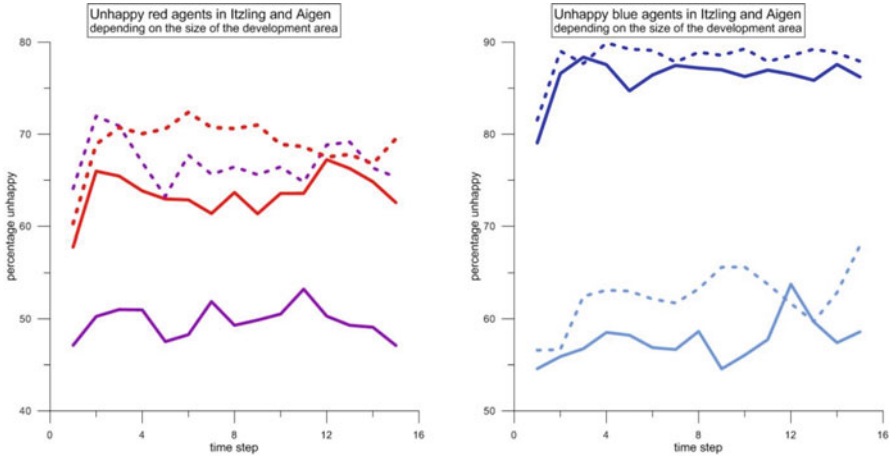 Unhappy red agents in Itzling and Aigen
depending on the size of the development area
80
70
60
50
40
percentage unhappy
0
4
8
12
16
time step
Unhappy blue agents in Itzling and Aigen
depending on the size of the development area
90
80
70
60
50
percentage unhappy
0
4
8
12
16
time step